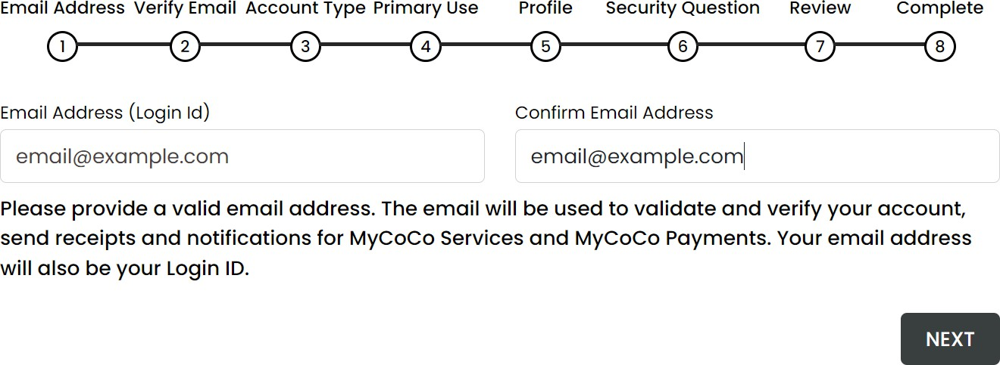 Email Address Verify Email Account Type Primary Use Profile Security Question Review Complete
1 2 3 4 5 6 7 8
Email Address (Login Id) Confirm Email Address
email@example.com email@example.com
Please provide a valid email address. The email will be used to validate and verify your account,
send receipts and notifications for MyCoCo Services and MyCoCo Payments. Your email address
will also be your Login ID.
NEXT